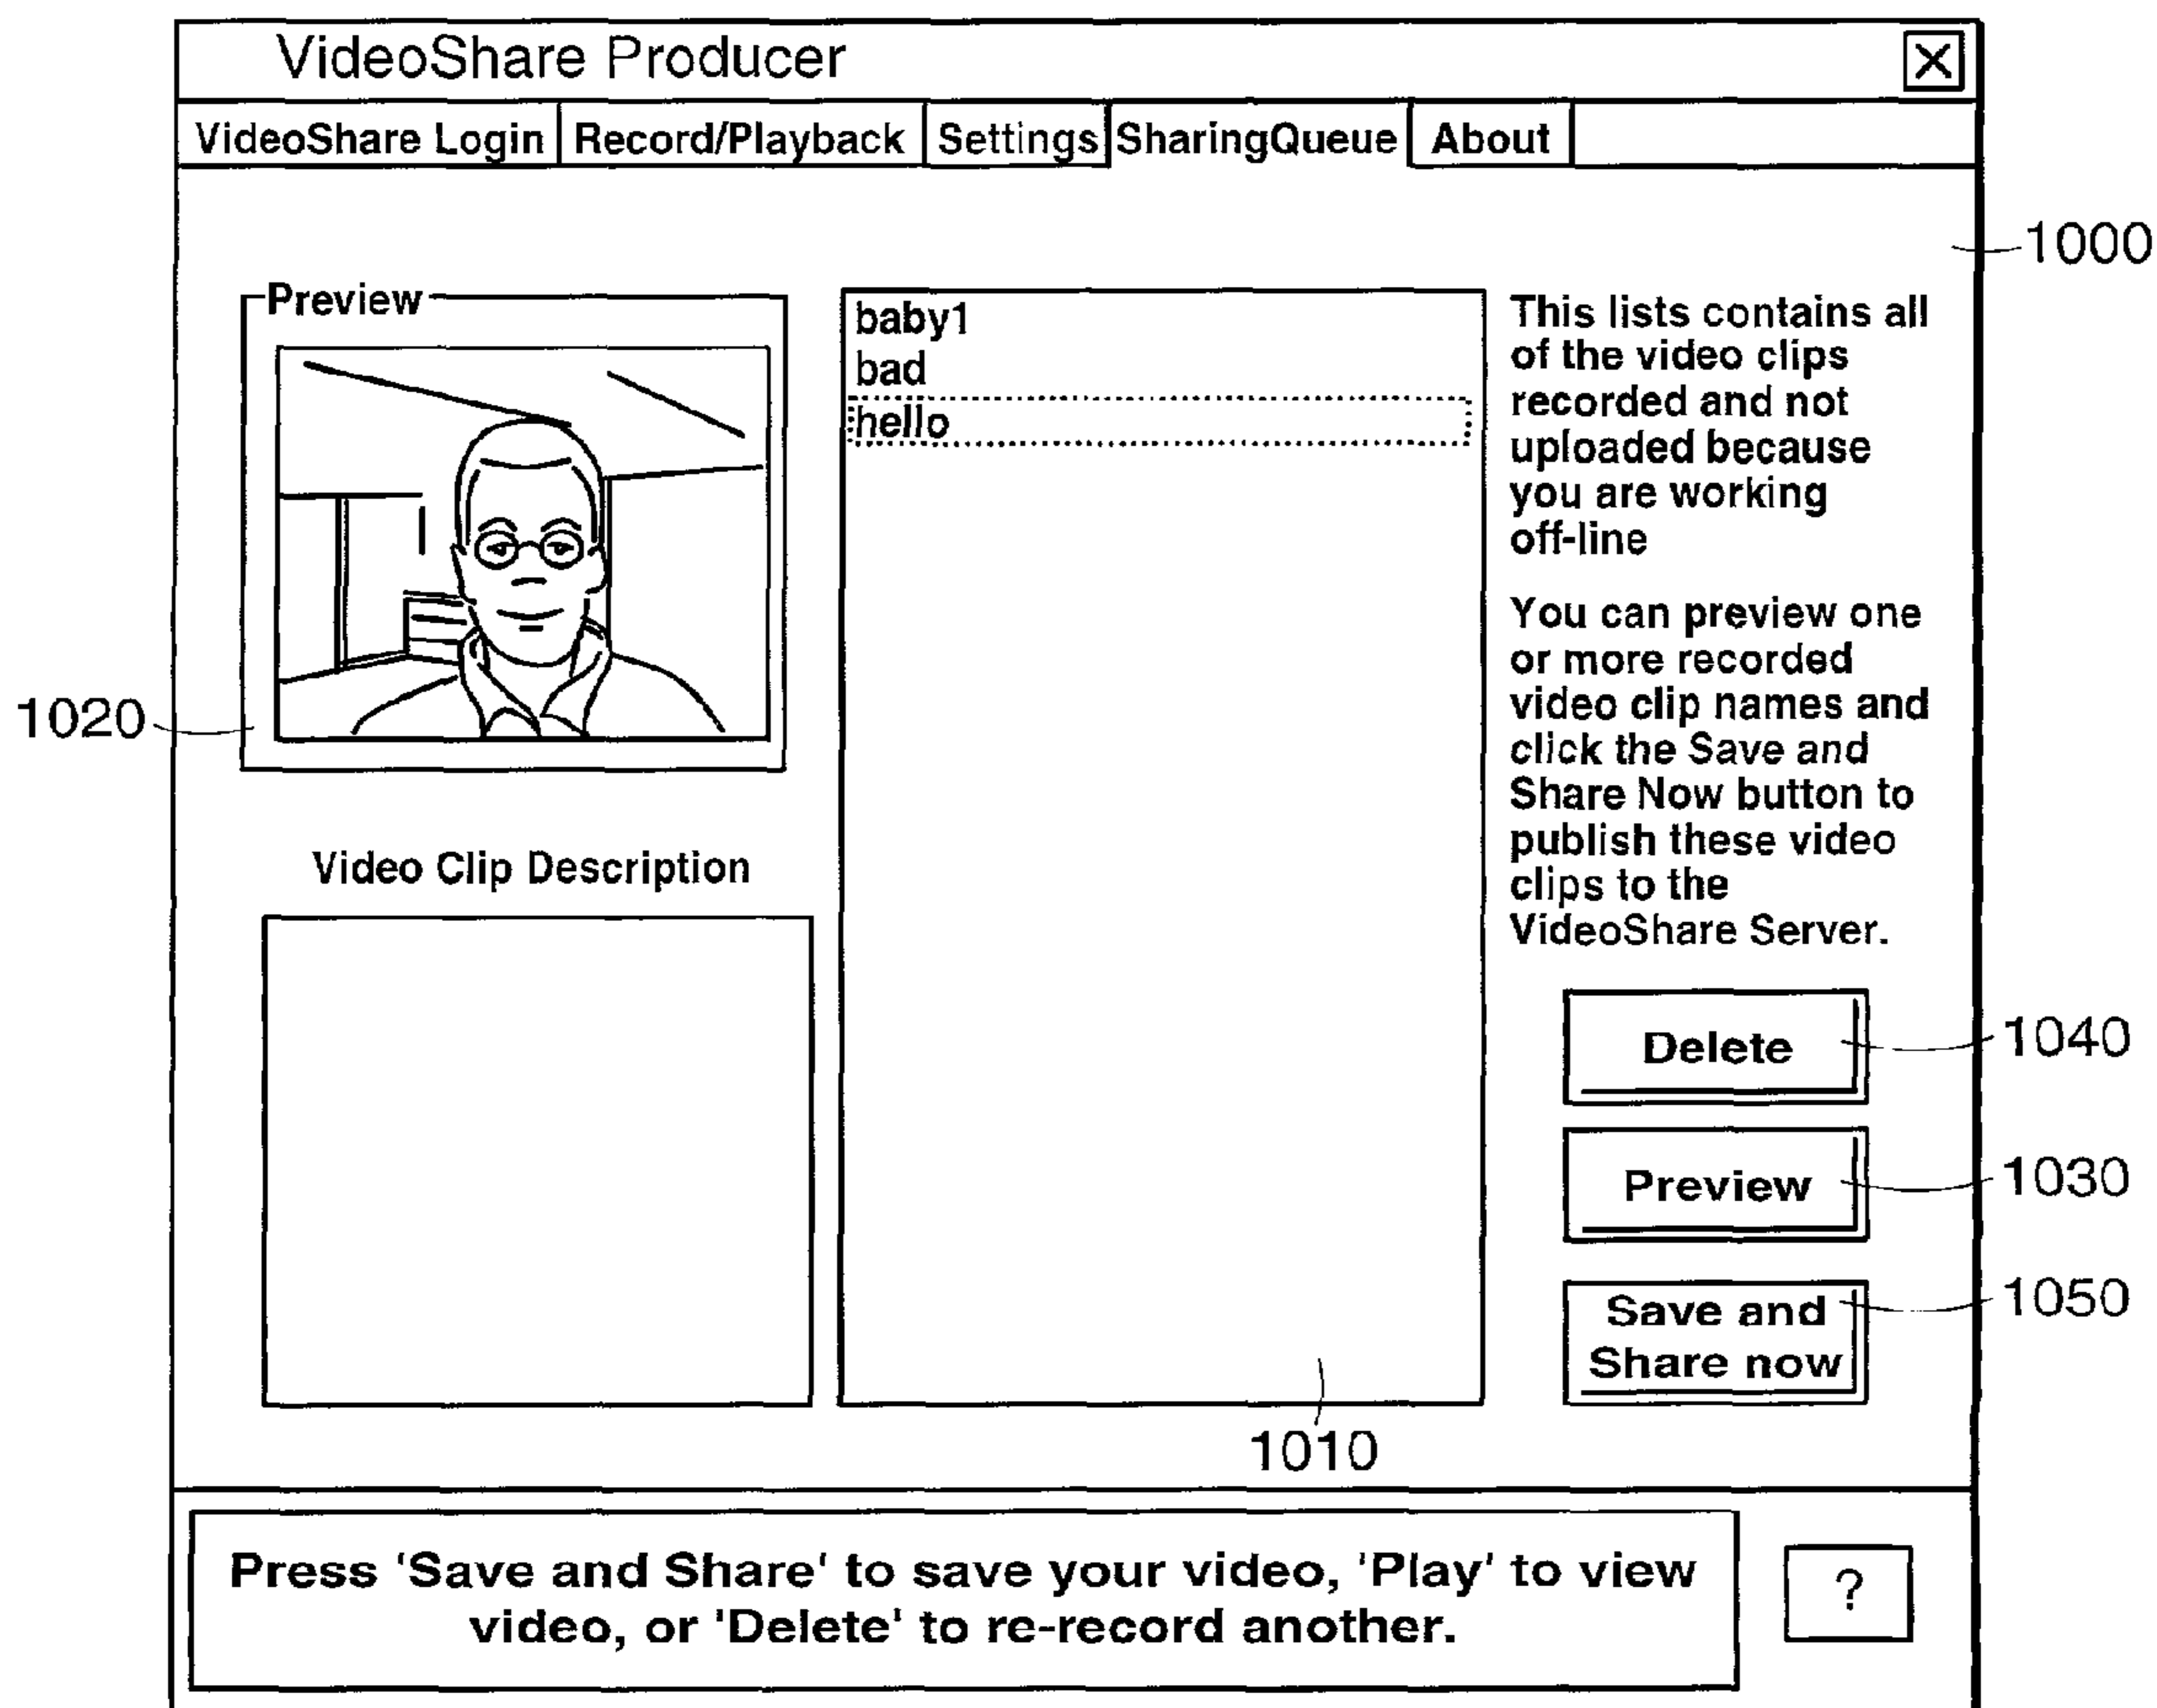 VideoShare Producer
VideoShare Login
Record/Playback
Settings
SharingQueue
About
1000
Preview
1020
baby1
bad
hello
This lists contains all
of the video clips
recorded and not
uploaded because
you are working
off-line
You can preview one
or more recorded
video clip names and
click the Save and
Share Now button to
publish these video
clips to the
VideoShare Server.
Video Clip Description
Delete
1040
Preview
1030
Save and
Share now
1050
1010
Press 'Save and Share' to save your video, 'Play' to view
video, or 'Delete' to re-record another.
?